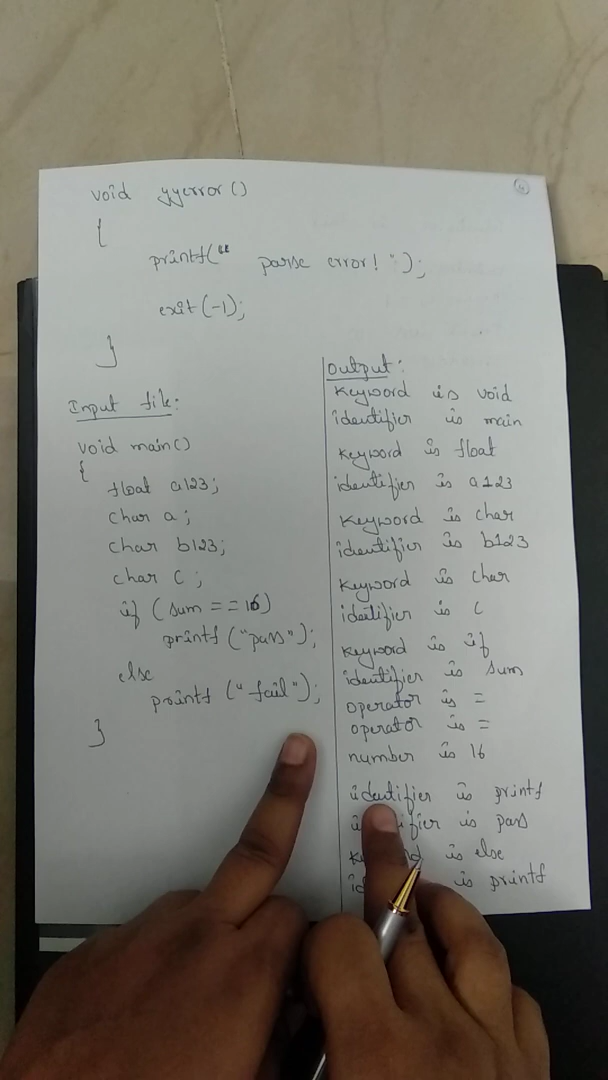 4
void yyerror()
{
printf(" parse error! ");
exit(-1);
}
Input file:
void main()
{
float a123;
char a;
char b123;
char c;
if (sum == 16)
printf ("pass");
else
printf (" fail");
}
Output:
keyword is void
identifier is main
keyword is float
identifier is a123
keyword is char
identifier is b123
keyword is char
identifier is c
keyword is if
identifier is sum
operator is =
operator is =
number is 16
identifier is printf
is pass
is else
is printf